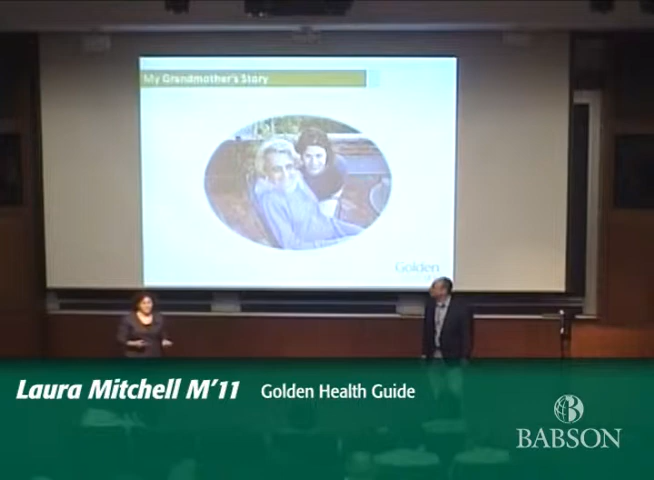 My Grandmother's Story
Golden
Laura Mitchell M'11 Golden Health Guide
BABSON